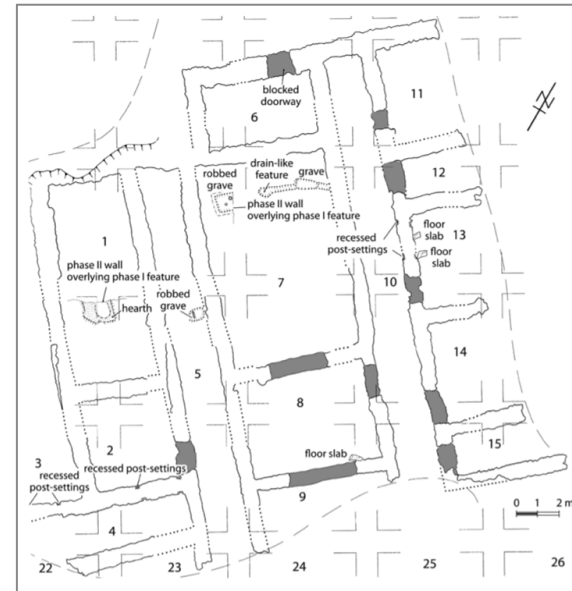 blocked
doorway
11
6
N
robbed
grave
drain-like
feature
grave
12
phase II wall
overlying phase I feature
recessed
post-settings
floor
slab
13
floor
slab
1
phase II wall
overlying phase I feature
hearth
robbed
grave
7
10
5
14
8
2
3
recessed
post-settings
recessed post-settings
floor slab
15
9
4
0 1 2 m
22
23
24
25
26